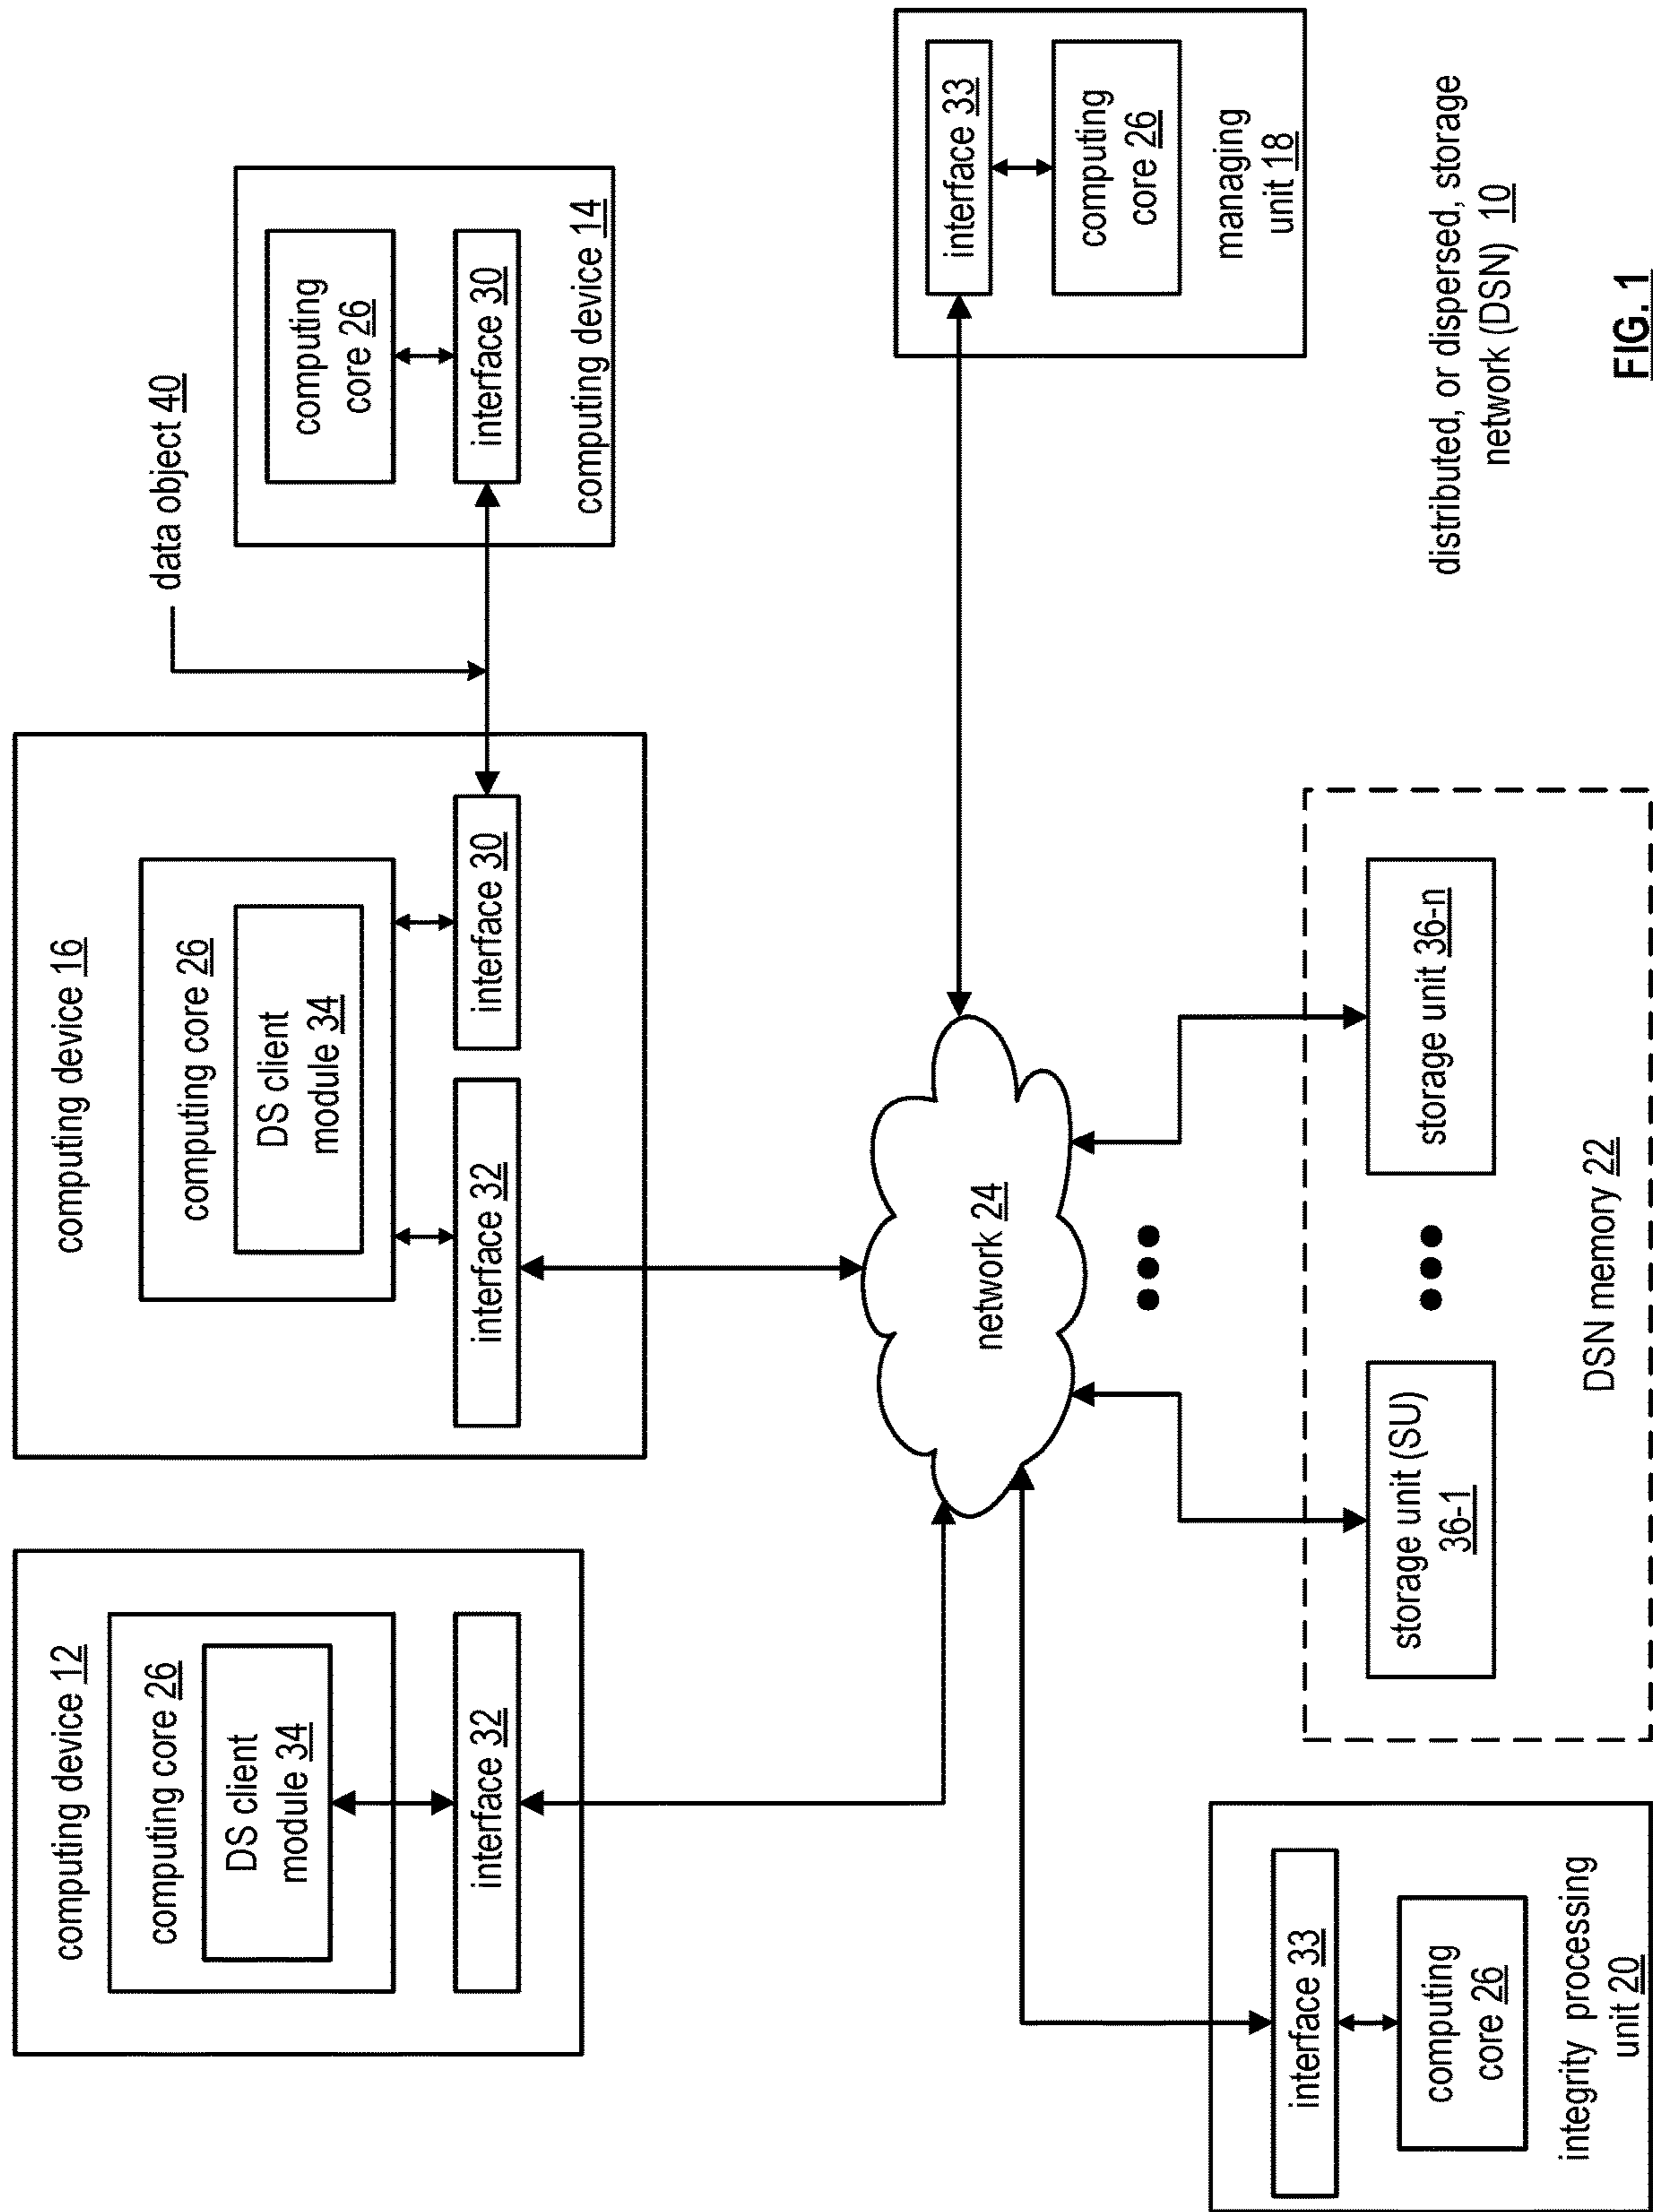 computing device 12
computing core 26
DS client
module 34
interface 32
computing device 16
computing core 26
DS client
module 34
interface 32
interface 30
data object 40
computing
core 26
interface 30
computing device 14
network 24
interface 33
computing
core 26
managing
unit 18
interface 33
computing
core 26
integrity processing
unit 20
storage unit (SU)
36-1
storage unit 36-n
DSN memory 22
distributed, or dispersed, storage
network (DSN) 10
FIG. 1